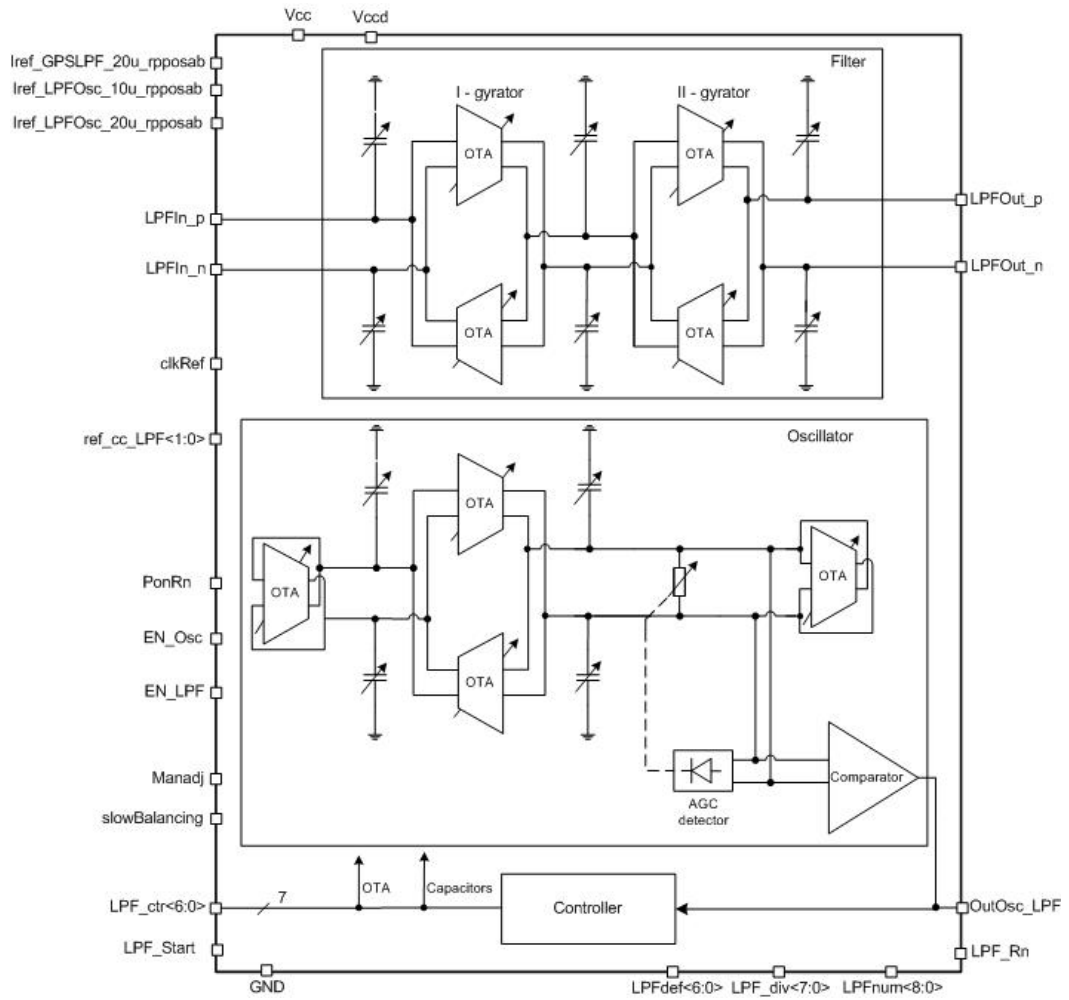 Vcc
Vccd
Iref_GPSLPF_20u_rpposab
Iref_LPFOsc_10u_rpposab
Iref_LPFOsc_20u_rpposab
Filter
I - gyrator
II - gyrator
OTA
OTA
LPFIn_p
LPFOut_p
LPFIn_n
LPFOut_n
OTA
OTA
clkRef
ref_cc_LPF<1:0>
Oscillator
OTA
OTA
OTA
PonRn
EN_Osc
OTA
EN_LPF
Manadj
Comparator
slowBalancing
AGC
detector
OTA
Capacitors
7
LPF_ctr<6:0>
Controller
OutOsc_LPF
LPF_Start
LPF_Rn
GND
LPFdef<6:0>
LPF_div<7:0>
LPFnum<8:0>